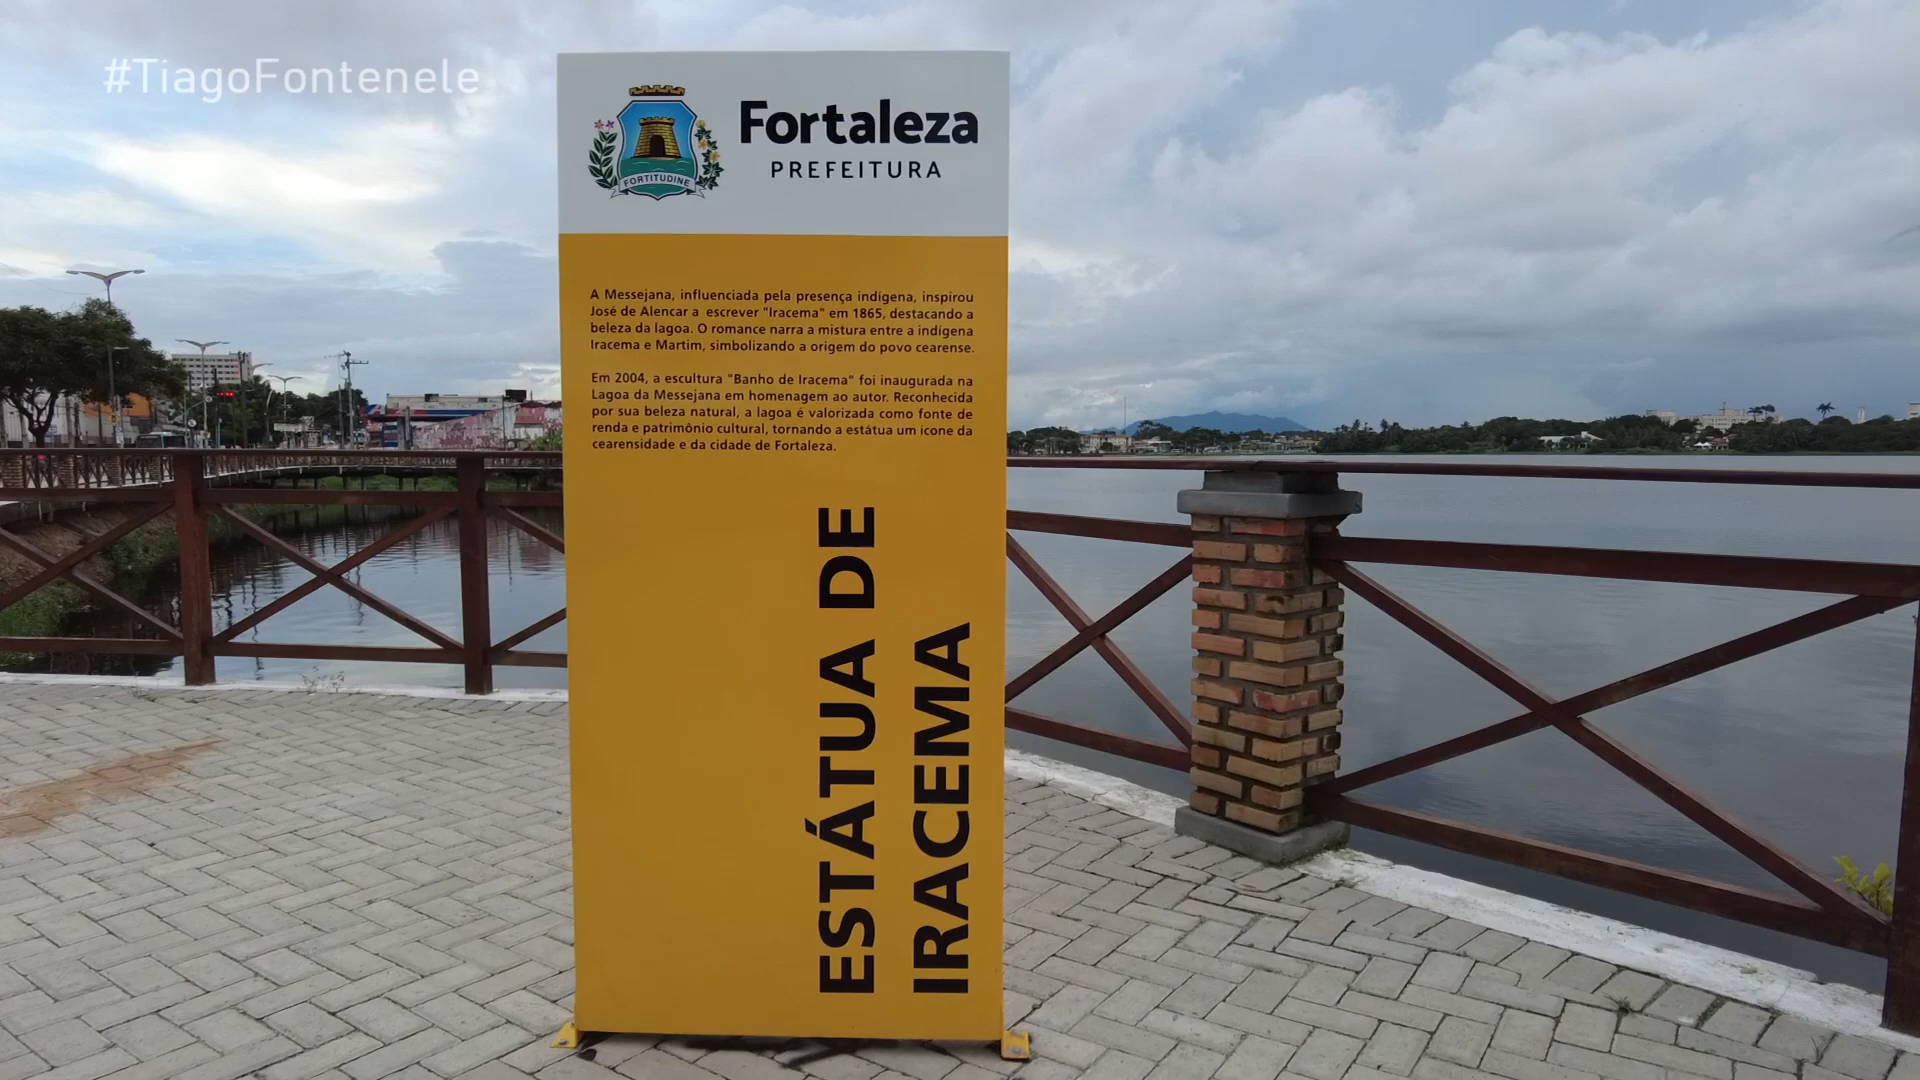 #TiagoFontenele
FORTITUDINE
Fortaleza
PREFEITURA
A Messejana, influenciada pela presença indígena, inspirou
José de Alencar a escrever "Iracema" em 1865, destacando a
beleza da lagoa. O romance narra a mistura entre a indígena
Iracema e Martim, simbolizando a origem do povo cearense.
Em 2004, a escultura "Banho de Iracema" foi inaugurada na
Lagoa da Messejana em homenagem ao autor. Reconhecida
por sua beleza natural, a lagoa é valorizada como fonte de
renda e patrimônio cultural, tornando a estátua um ícone da
cearensidade e da cidade de Fortaleza.
ESTÁTUA DE
IRACEMA